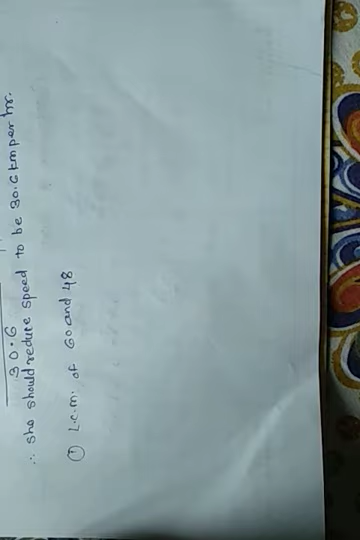 30.6
∴ she should reduce speed to be 30.6 km per hr.
① L.C.M. of 60 and 48